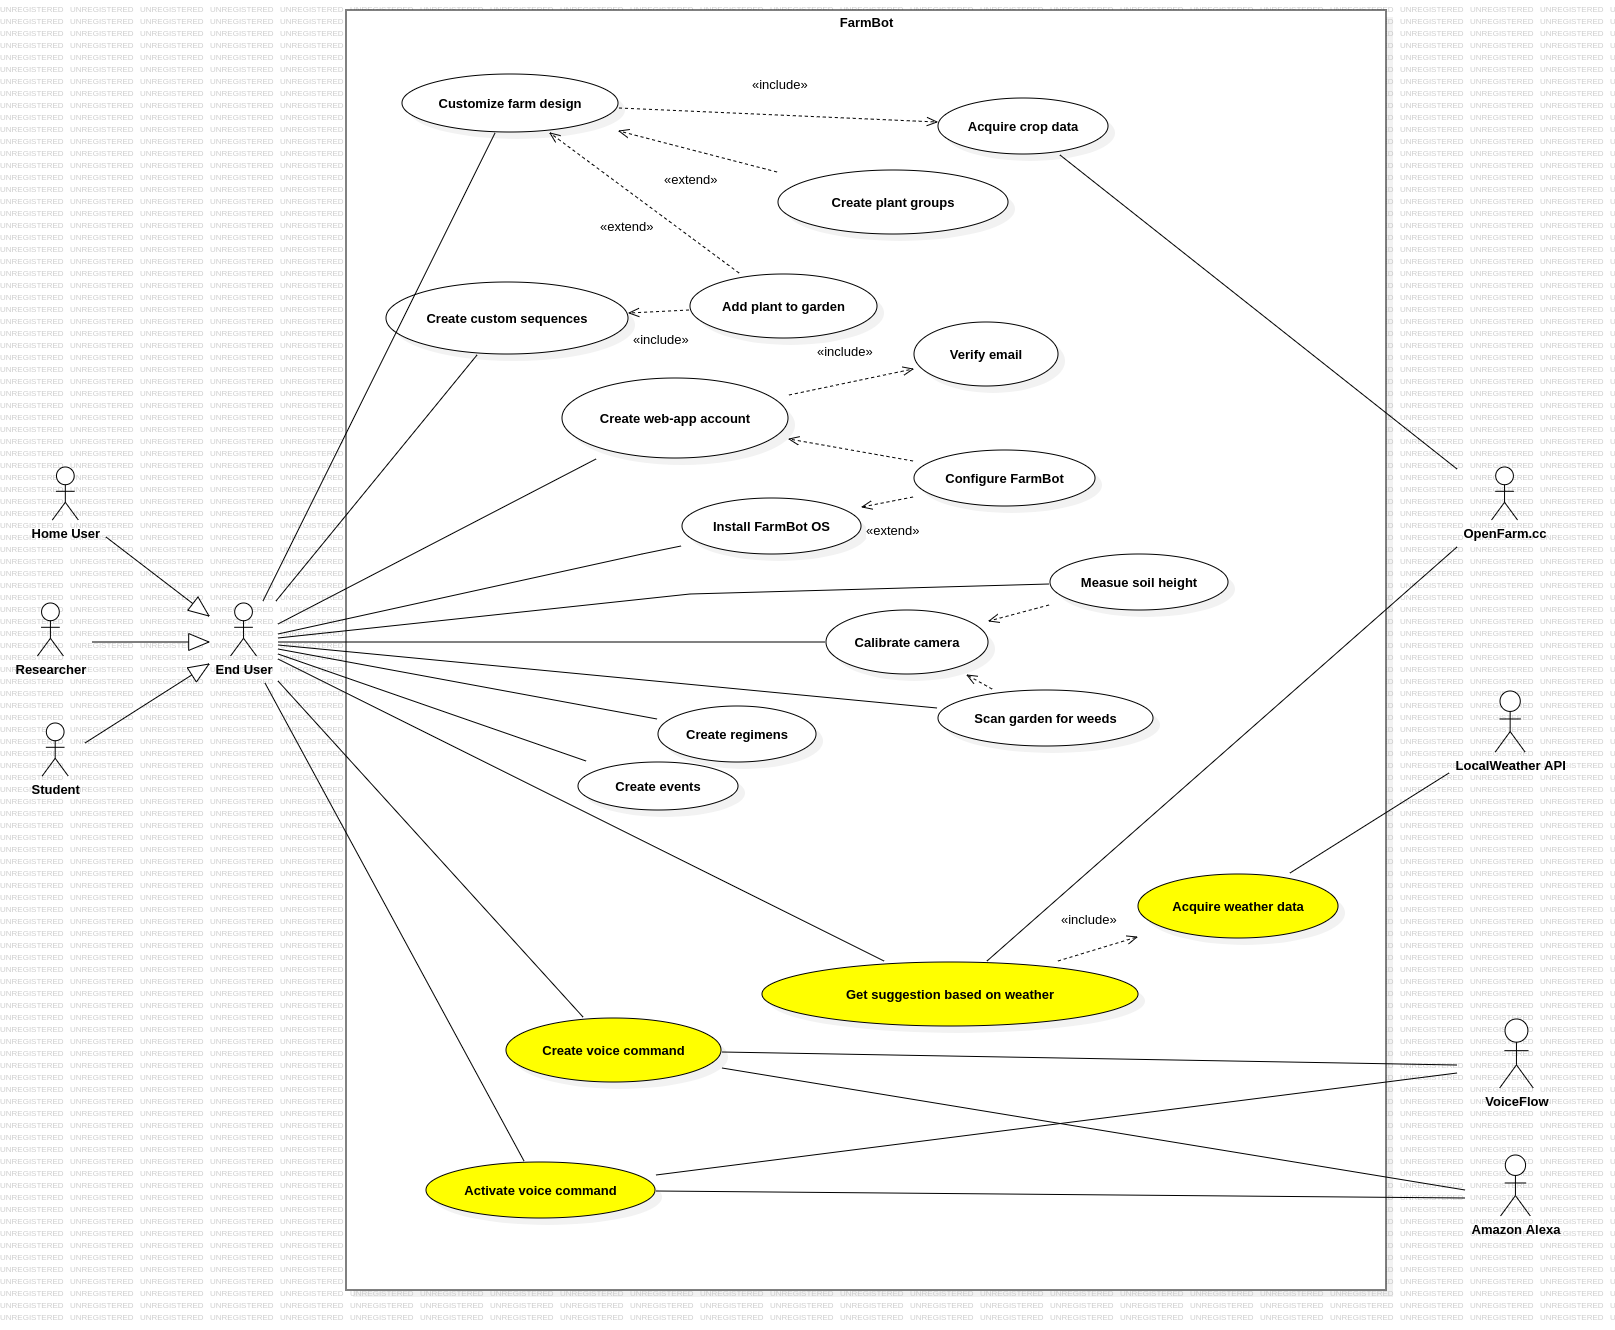 FarmBot
Customize farm design
«include»
Acquire crop data
«extend»
Create plant groups
«extend»
Create custom sequences
Add plant to garden
«include»
«include»
Verify email
Create web-app account
Configure FarmBot
Install FarmBot OS
«extend»
Home User
OpenFarm.cc
Measue soil height
Calibrate camera
Researcher
End User
Scan garden for weeds
Create regimens
LocalWeather API
Student
Create events
Acquire weather data
«include»
Get suggestion based on weather
Create voice command
VoiceFlow
Activate voice command
Amazon Alexa
UNREGISTERED